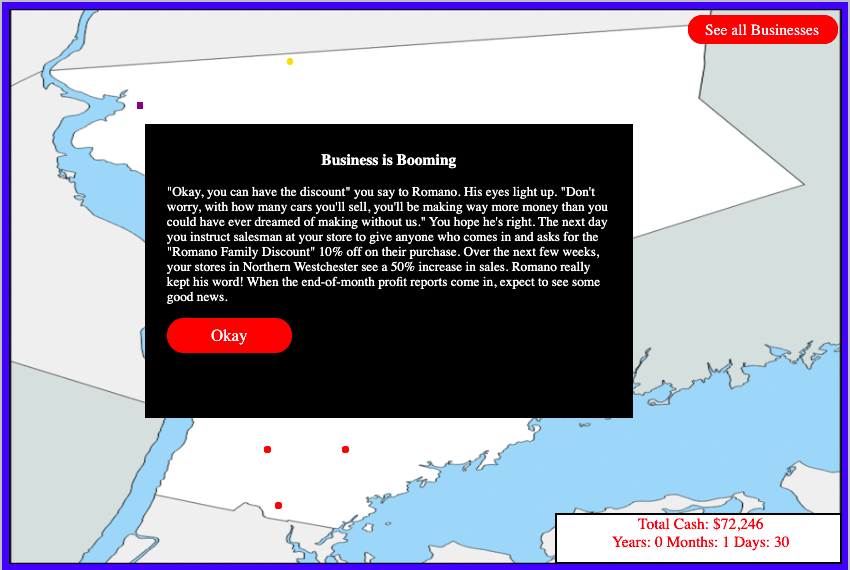 See all Businesses
Business is Booming
"Okay, you can have the discount" you say to Romano. His eyes light up. "Don't
worry, with how many cars you'll sell, you'll be making way more money than you
could have ever dreamed of making without us." You hope he's right. The next day
you instruct salesman at your store to give anyone who comes in and asks for the
"Romano Family Discount" 10% off on their purchase. Over the next few weeks,
your stores in Northern Westchester see a 50% increase in sales. Romano really
kept his word! When the end-of-month profit reports come in, expect to see some
good news.
Okay
Total Cash: $72,246
Years: 0 Months: 1 Days: 30